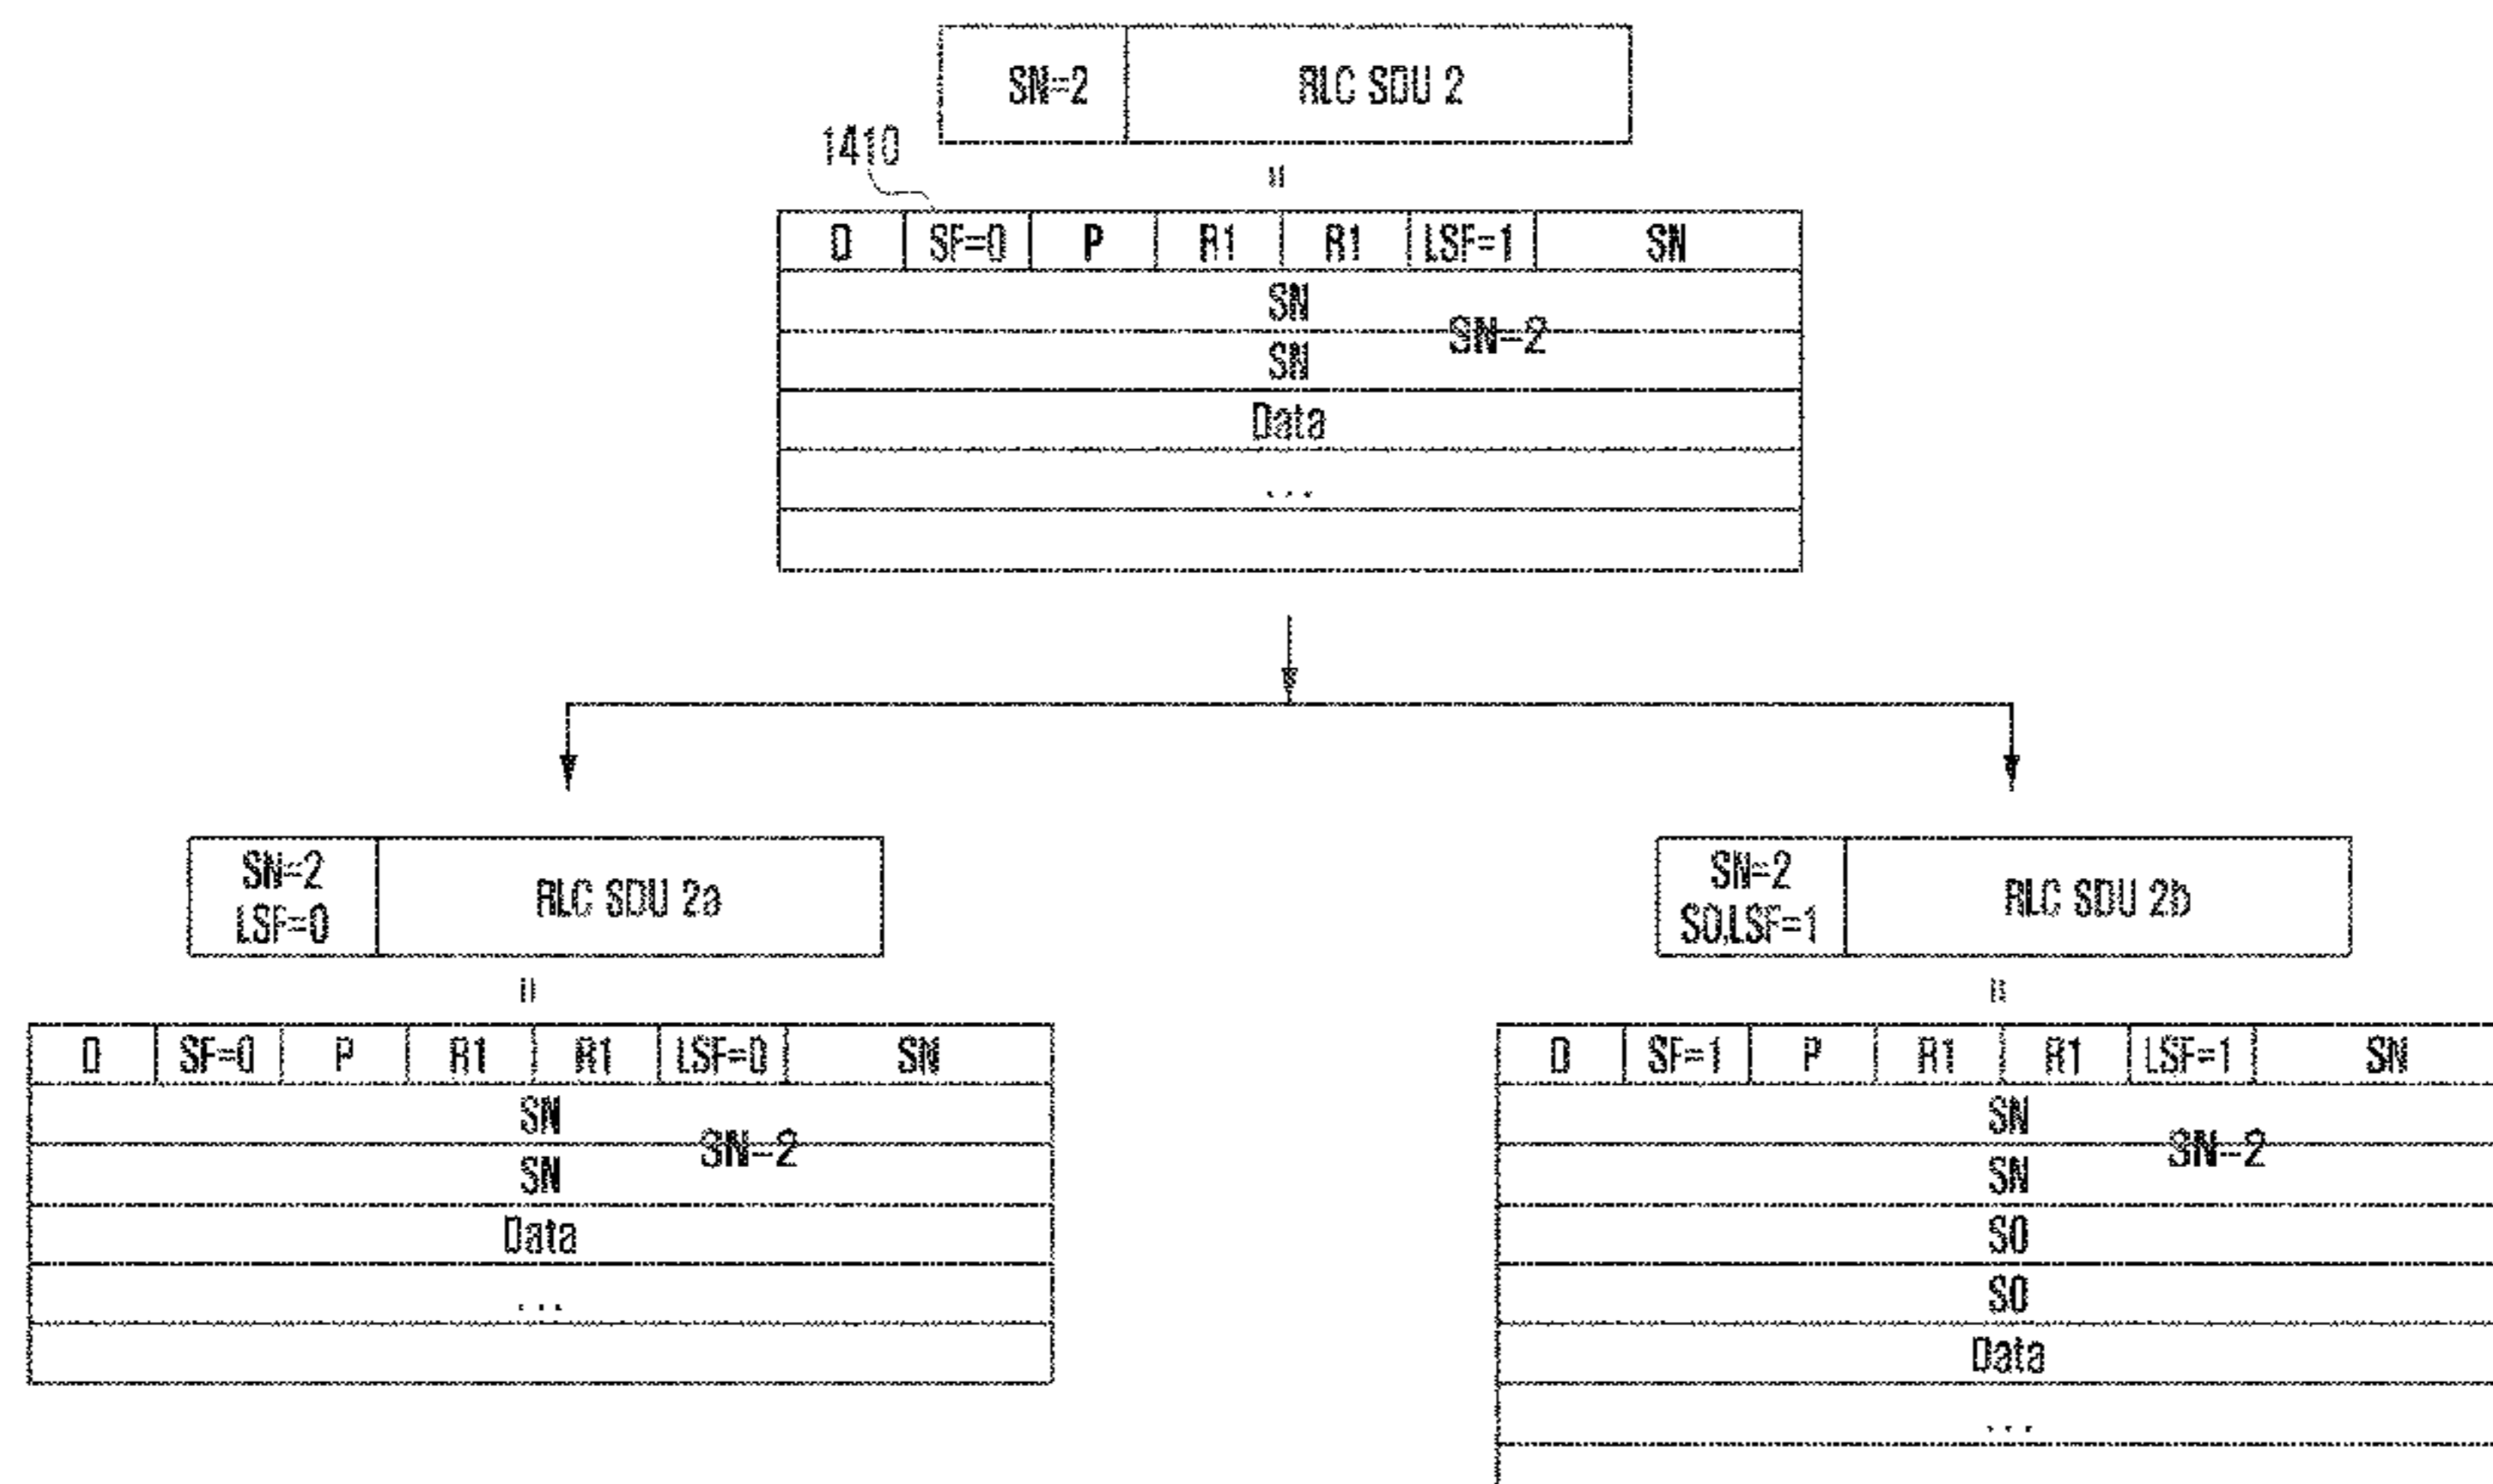 SN=2 RLC SDU 2
1410
D SF=0 P R1 R1 LSF=1 SN
SN
SN=2
SN
Data
...
SN=2
LSF=0
RLC SDU 2a
SN=2
SO,LSF=1
RLC SDU 2b
D SF=0 P R1 R1 LSF=0 SN
SN
SN=2
SN
Data
...
D SF=1 P R1 R1 LSF=1 SN
SN
SN=2
SN
SO
SO
Data
...